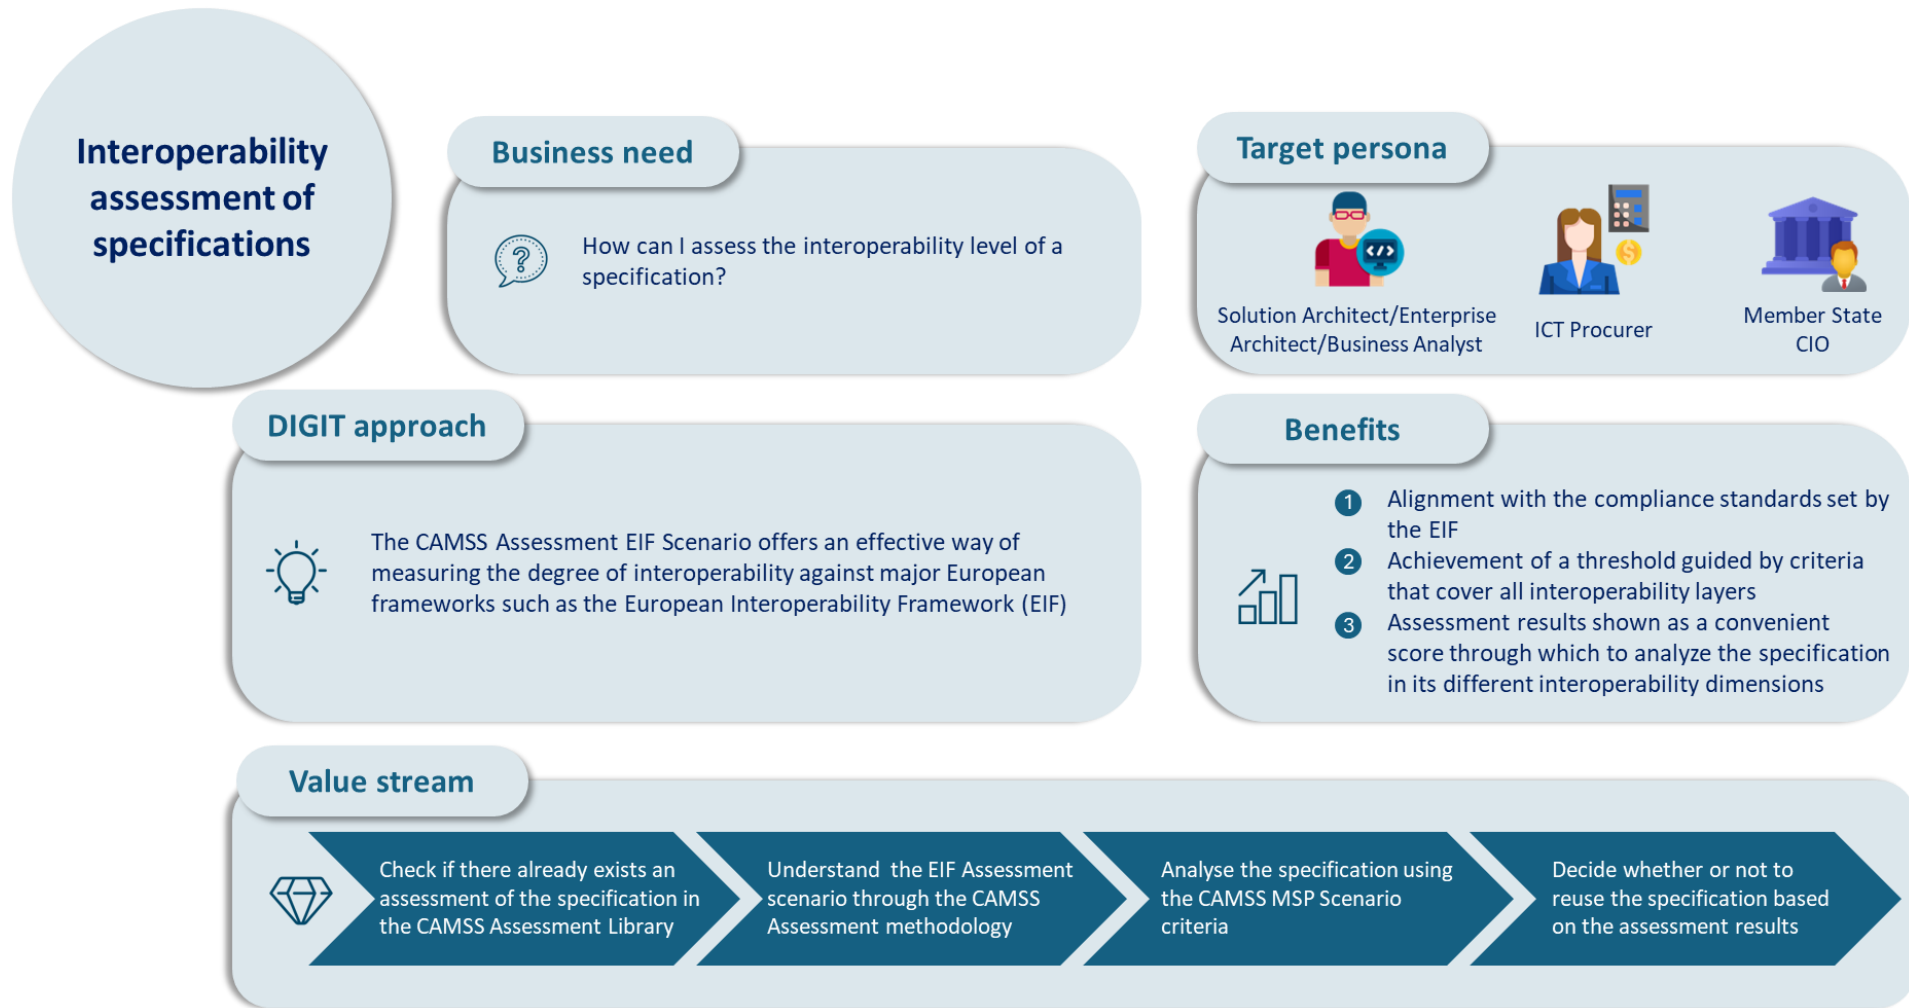 Interoperability
assessment of
specifications
Business need
?
How can I assess the interoperability level of a
specification?
Target persona
</>
$
Solution Architect/Enterprise
Architect/Business Analyst
ICT Procurer
Member State
CIO
DIGIT approach
The CAMSS Assessment EIF Scenario offers an effective way of
measuring the degree of interoperability against major European
frameworks such as the European Interoperability Framework (EIF)
Benefits
1 Alignment with the compliance standards set by
the EIF
2 Achievement of a threshold guided by criteria
that cover all interoperability layers
3 Assessment results shown as a convenient
score through which to analyze the specification
in its different interoperability dimensions
Value stream
Check if there already exists an
assessment of the specification in
the CAMSS Assessment Library
Understand the EIF Assessment
scenario through the CAMSS
Assessment methodology
Analyse the specification using
the CAMSS MSP Scenario
criteria
Decide whether or not to
reuse the specification based
on the assessment results